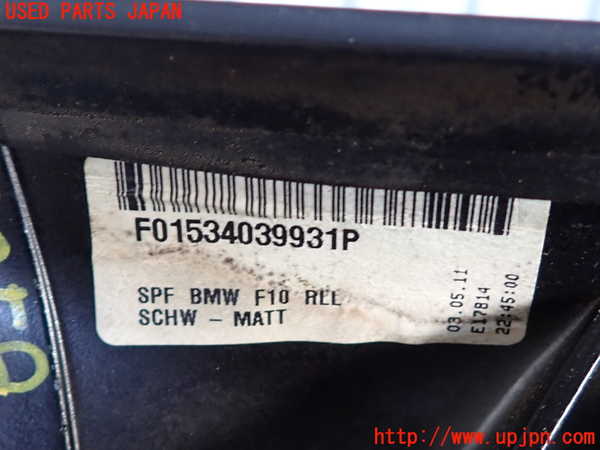 USED PARTS JAPAN
F01534039931P
SPF BMW F10 RLL
SCHW - MATT
03.05.11
E17814
22:45:00
http://www.upjpn.com/